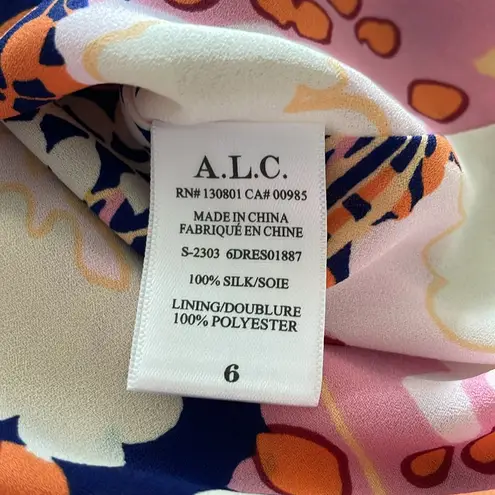 A.L.C.
RN# 130801 CA# 00985
MADE IN CHINA
FABRIQUÉ EN CHINE
S-2303 6DRES01887
100% SILK/SOIE
LINING/DOUBLURE
100% POLYESTER
6